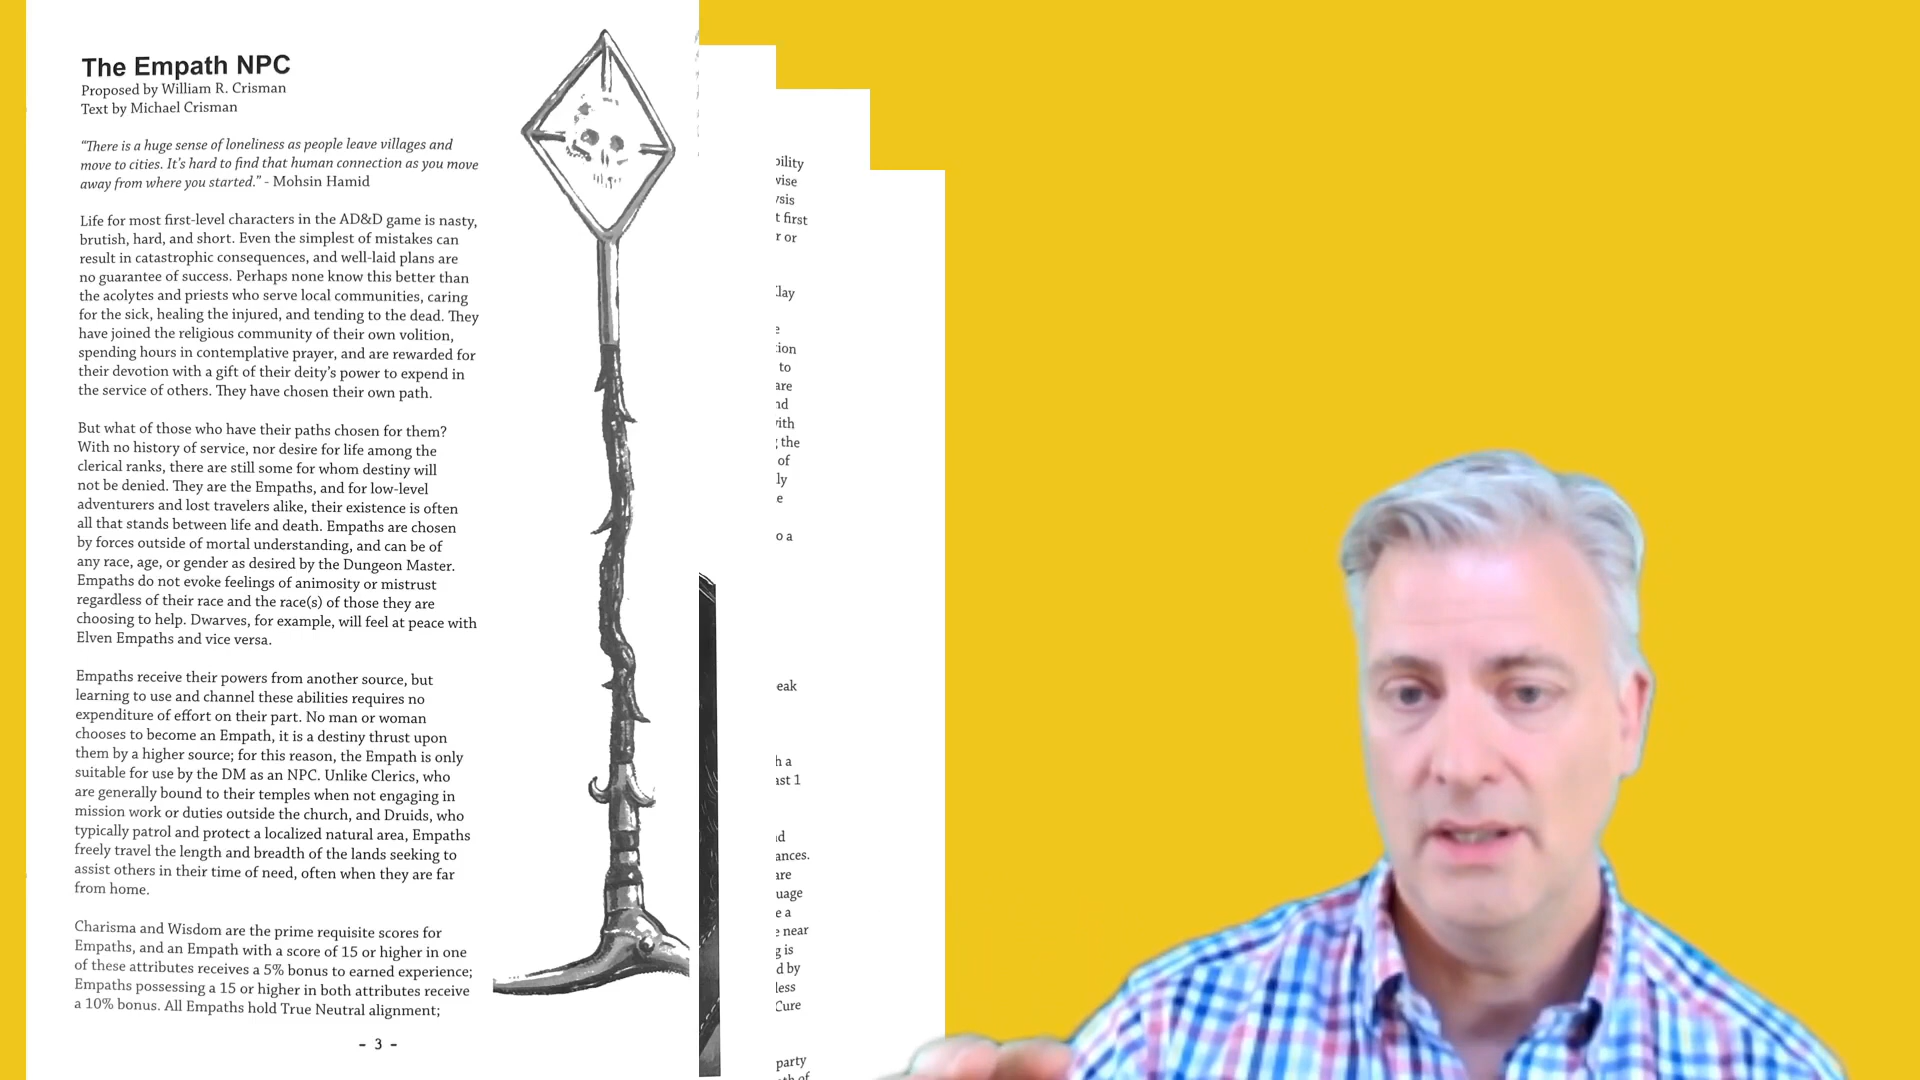 The Empath NPC
Proposed by William R. Crisman
Text by Michael Crisman
“There is a huge sense of loneliness as people leave villages and
move to cities. It’s hard to find that human connection as you move
away from where you started.” - Mohsin Hamid
Life for most first-level characters in the AD&D game is nasty,
brutish, hard, and short. Even the simplest of mistakes can
result in catastrophic consequences, and well-laid plans are
no guarantee of success. Perhaps none know this better than
the acolytes and priests who serve local communities, caring
for the sick, healing the injured, and tending to the dead. They
have joined the religious community of their own volition,
spending hours in contemplative prayer, and are rewarded for
their devotion with a gift of their deity’s power to expend in
the service of others. They have chosen their own path.
But what of those who have their paths chosen for them?
With no history of service, nor desire for life among the
clerical ranks, there are still some for whom destiny will
not be denied. They are the Empaths, and for low-level
adventurers and lost travelers alike, their existence is often
all that stands between life and death. Empaths are chosen
by forces outside of mortal understanding, and can be of
any race, age, or gender as desired by the Dungeon Master.
Empaths do not evoke feelings of animosity or mistrust
regardless of their race and the race(s) of those they are
choosing to help. Dwarves, for example, will feel at peace with
Elven Empaths and vice versa.
Empaths receive their powers from another source, but
learning to use and channel these abilities requires no
expenditure of effort on their part. No man or woman
chooses to become an Empath, it is a destiny thrust upon
them by a higher source; for this reason, the Empath is only
suitable for use by the DM as an NPC. Unlike Clerics, who
are generally bound to their temples when not engaging in
mission work or duties outside the church, and Druids, who
typically patrol and protect a localized natural area, Empaths
freely travel the length and breadth of the lands seeking to
assist others in their time of need, often when they are far
from home.
Charisma and Wisdom are the prime requisite scores for
Empaths, and an Empath with a score of 15 or higher in one
of these attributes receives a 5% bonus to earned experience;
Empaths possessing a 15 or higher in both attributes receive
a 10% bonus. All Empaths hold True Neutral alignment;
- 3 -
first
or
to
the
of
a
a
1
a
near
is
by
Cure
party
of